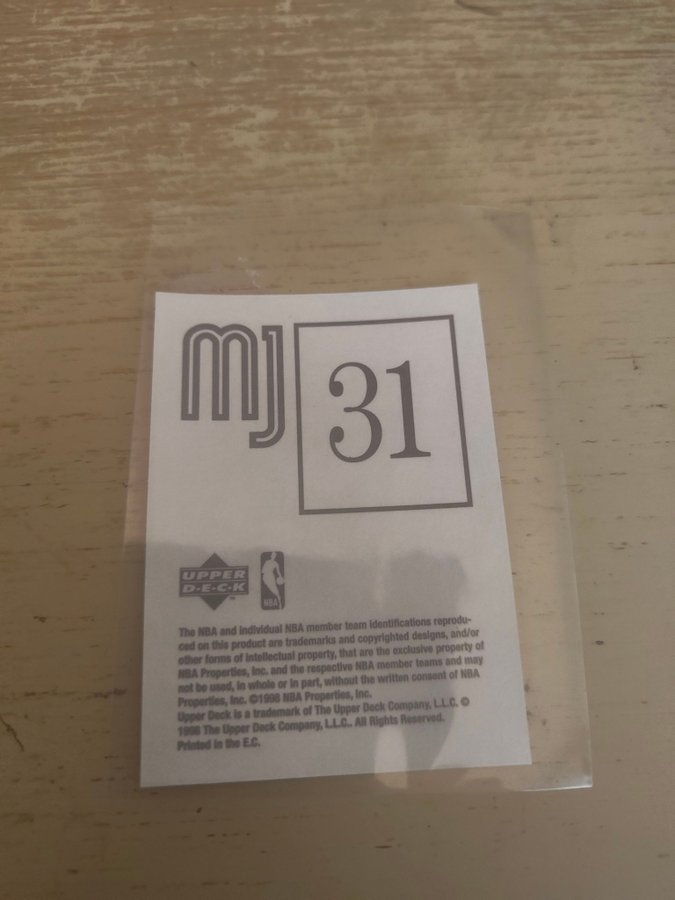 MJ
31
UPPER
D·E·C·K
TM
NBA
The NBA and individual NBA member team identifications reprodu-
ced on this product are trademarks and copyrighted designs, and/or
other forms of intellectual property, that are the exclusive property of
NBA Properties, Inc. and the respective NBA member teams and may
not be used, in whole or in part, without the written consent of NBA
Properties, Inc. ©1998 NBA Properties, Inc.
Upper Deck is a trademark of The Upper Deck Company, L.L.C. ©
1998 The Upper Deck Company, L.L.C.. All Rights Reserved.
Printed in the E.C.